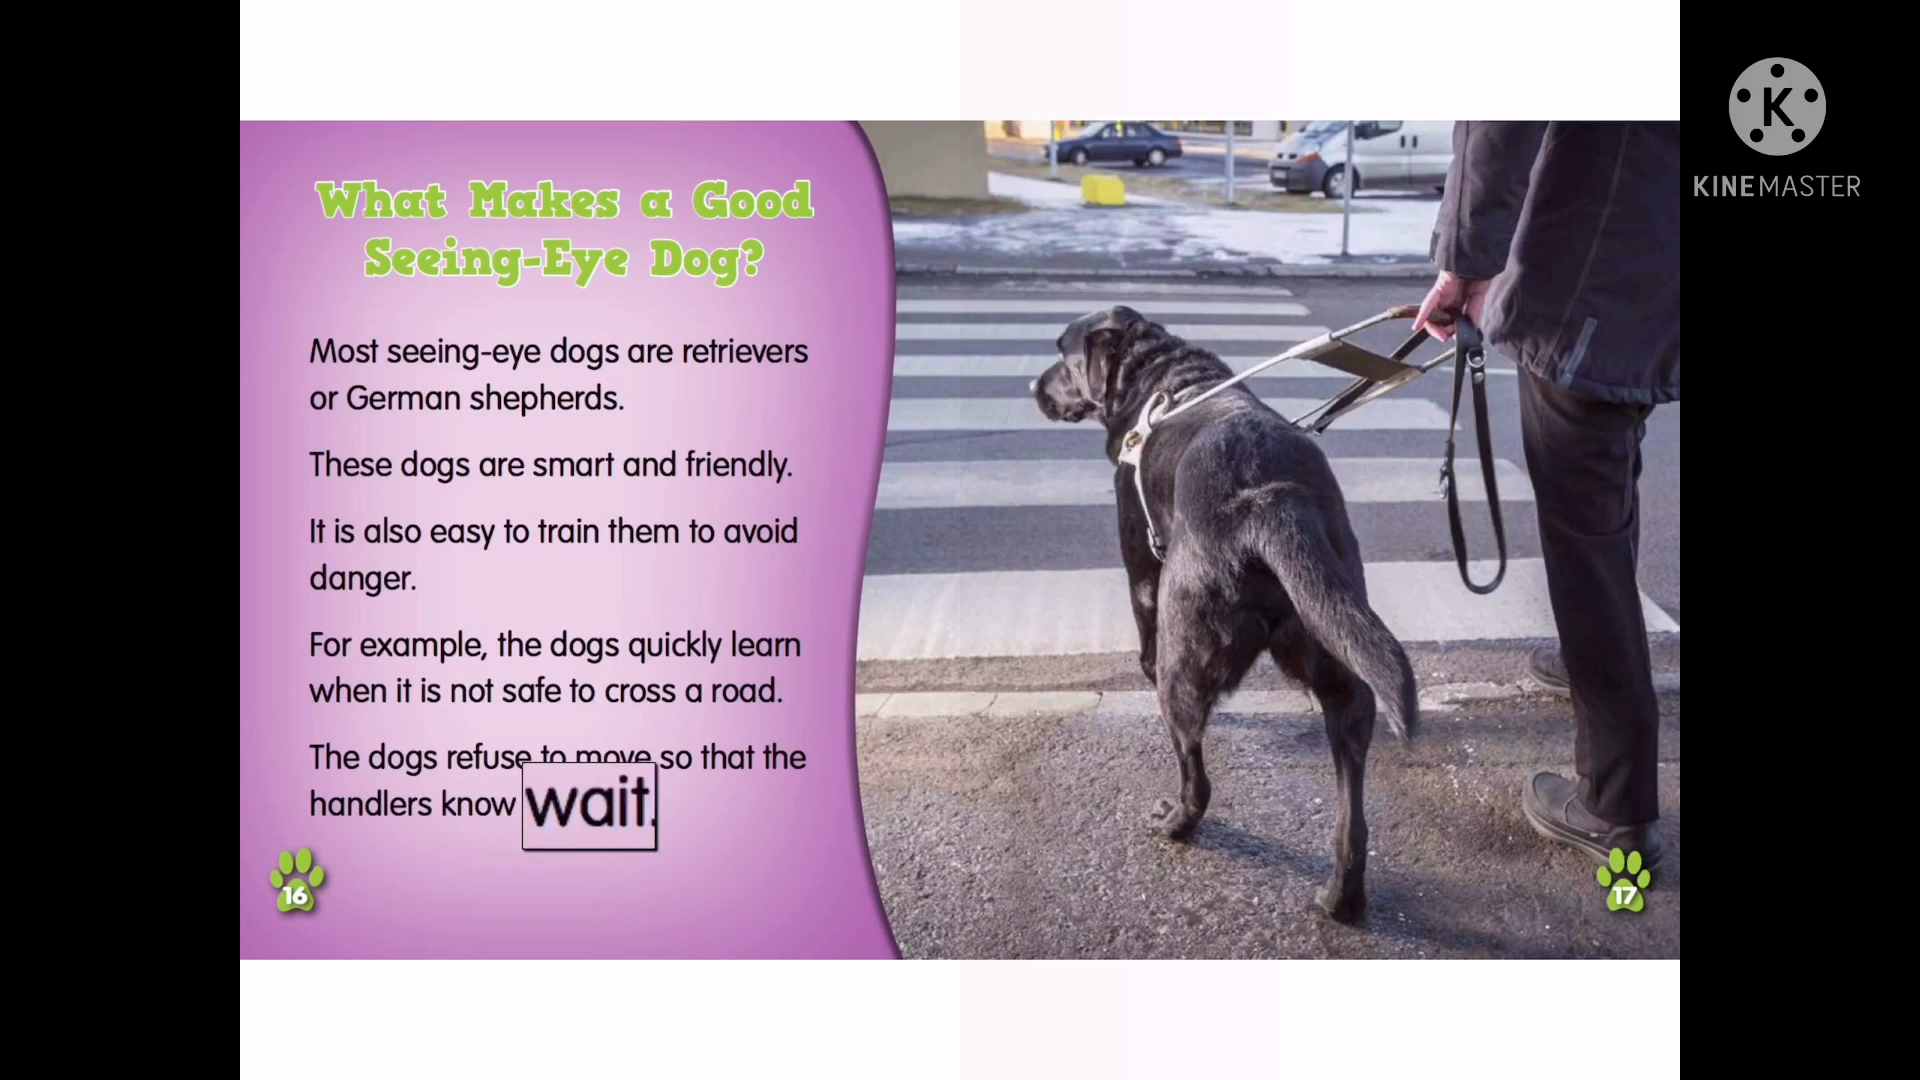 What Makes a Good
Seeing-Eye Dog?
Most seeing-eye dogs are retrievers
or German shepherds.
These dogs are smart and friendly.
It is also easy to train them to avoid
danger.
For example, the dogs quickly learn
when it is not safe to cross a road.
The dogs refuse to move so that the
handlers know wait.
16
17
K
KINEMASTER